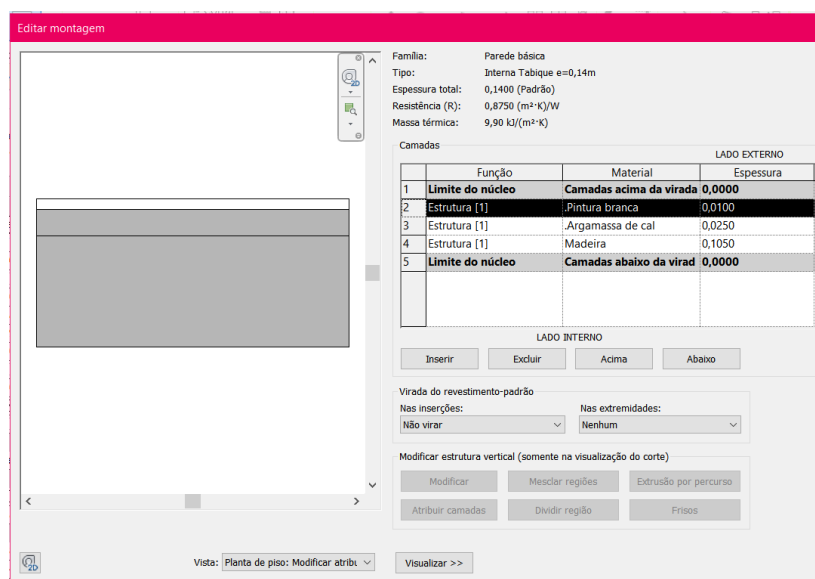 Editar montagem
2D
Família: Parede básica
Tipo: Interna Tabique e=0,14m
Espessura total: 0,1400 (Padrão)
Resistência (R): 0,8750 (m²·K)/W
Massa térmica: 9,90 kJ/(m²·K)
Camadas
LADO EXTERNO
Função Material Espessura
1 Limite do núcleo Camadas acima da virada 0,0000
2 Estrutura [1] .Pintura branca 0,0100
3 Estrutura [1] .Argamassa de cal 0,0250
4 Estrutura [1] Madeira 0,1050
5 Limite do núcleo Camadas abaixo da virad 0,0000
LADO INTERNO
Inserir Excluir Acima Abaixo
Virada do revestimento-padrão
Nas inserções: Nas extremidades:
Não virar Nenhum
Modificar estrutura vertical (somente na visualização do corte)
Modificar Mesclar regiões Extrusão por percurso
Atribuir camadas Dividir região Frisos
2D Vista: Planta de piso: Modificar atribu Visualizar >>